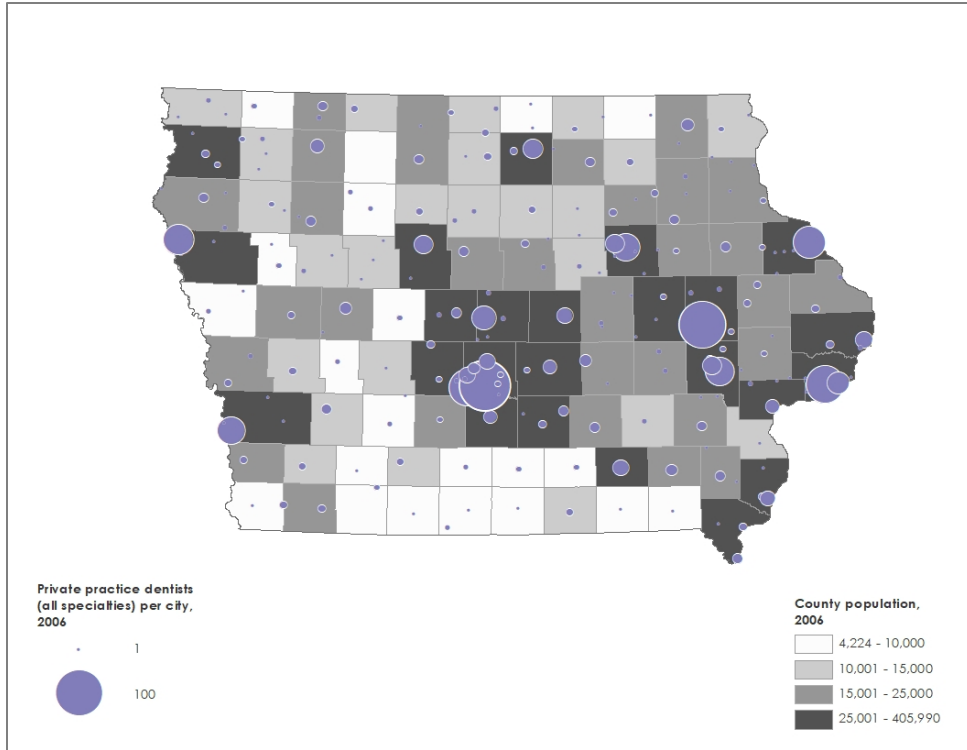 Private practice dentists
(all specialties) per city,
2006
1
100
County population,
2006
4,224 - 10,000
10,001 - 15,000
15,001 - 25,000
25,001 - 405,990